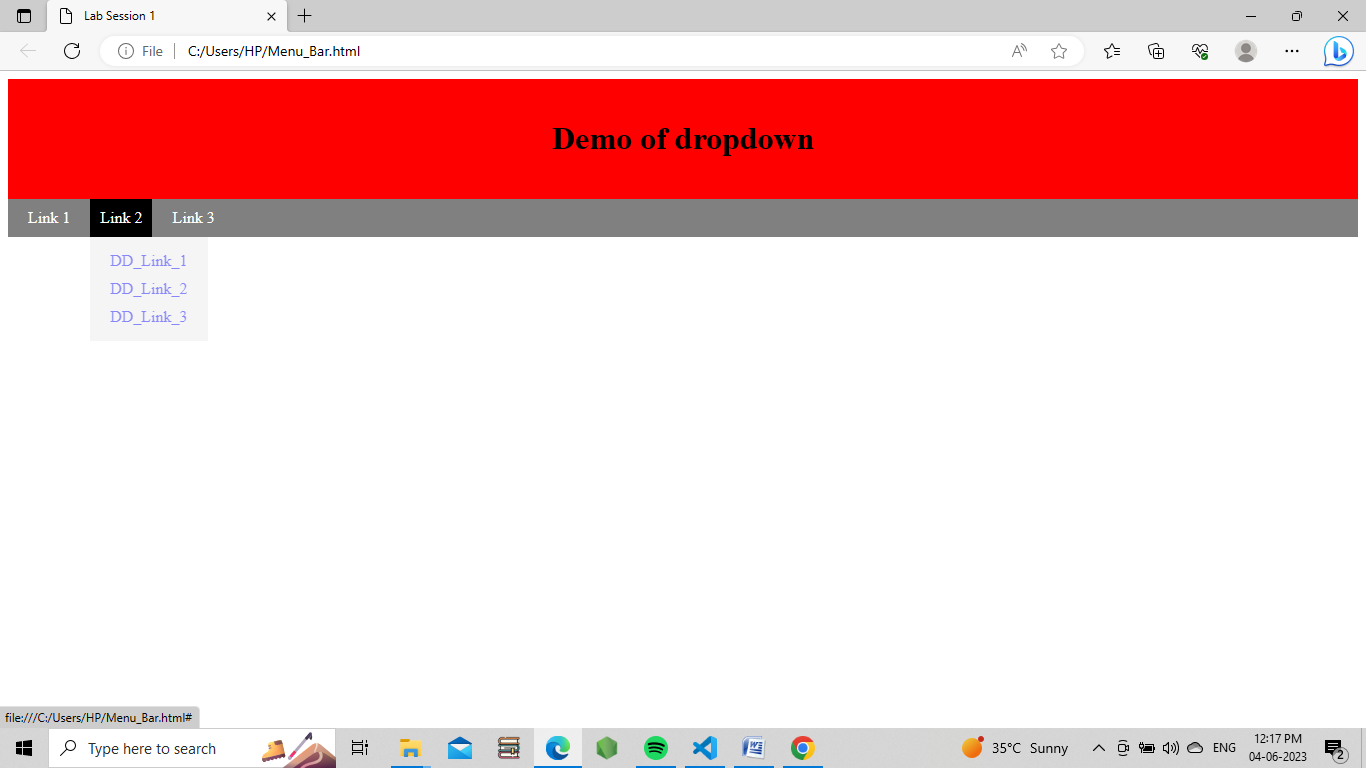 Lab Session 1
File C:/Users/HP/Menu_Bar.html
Demo of dropdown
Link 1 Link 2 Link 3
DD_Link_1
DD_Link_2
DD_Link_3
file:///C:/Users/HP/Menu_Bar.html#
Type here to search
35°C Sunny
ENG
12:17 PM
04-06-2023
2